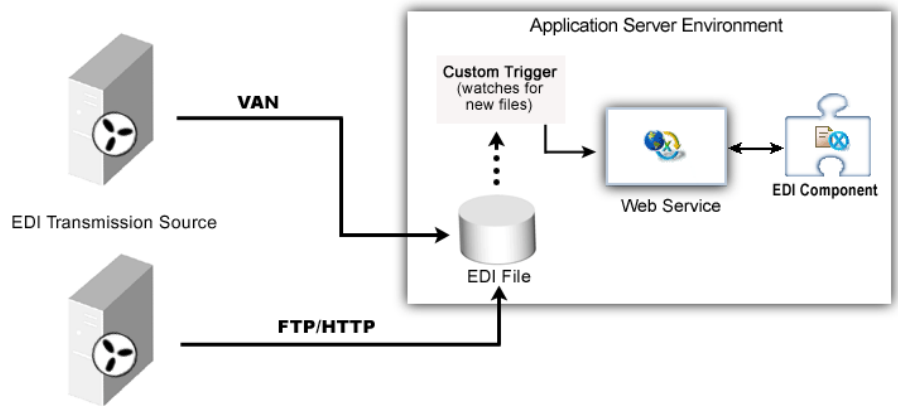 Application Server Environment
Custom Trigger
(watches for
new files)
VAN
Web Service
EDI Component
EDI Transmission Source
EDI File
FTP/HTTP